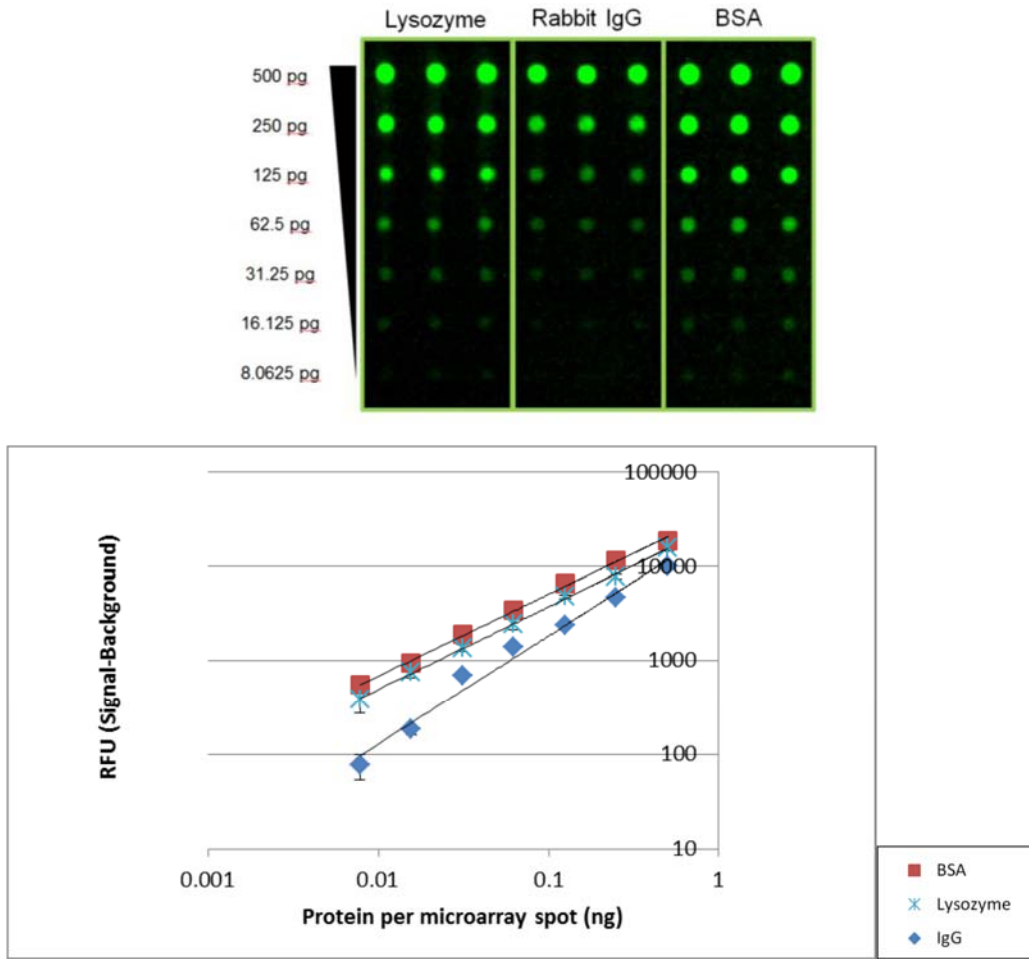 Lysozyme Rabbit IgG BSA
500 pg
250 pg
125 pg
62.5 pg
31.25 pg
16.125 pg
8.0625 pg
RFU (Signal-Background)
100000
10000
1000
100
10
0.001 0.01 0.1 1
Protein per microarray spot (ng)
BSA
Lysozyme
IgG